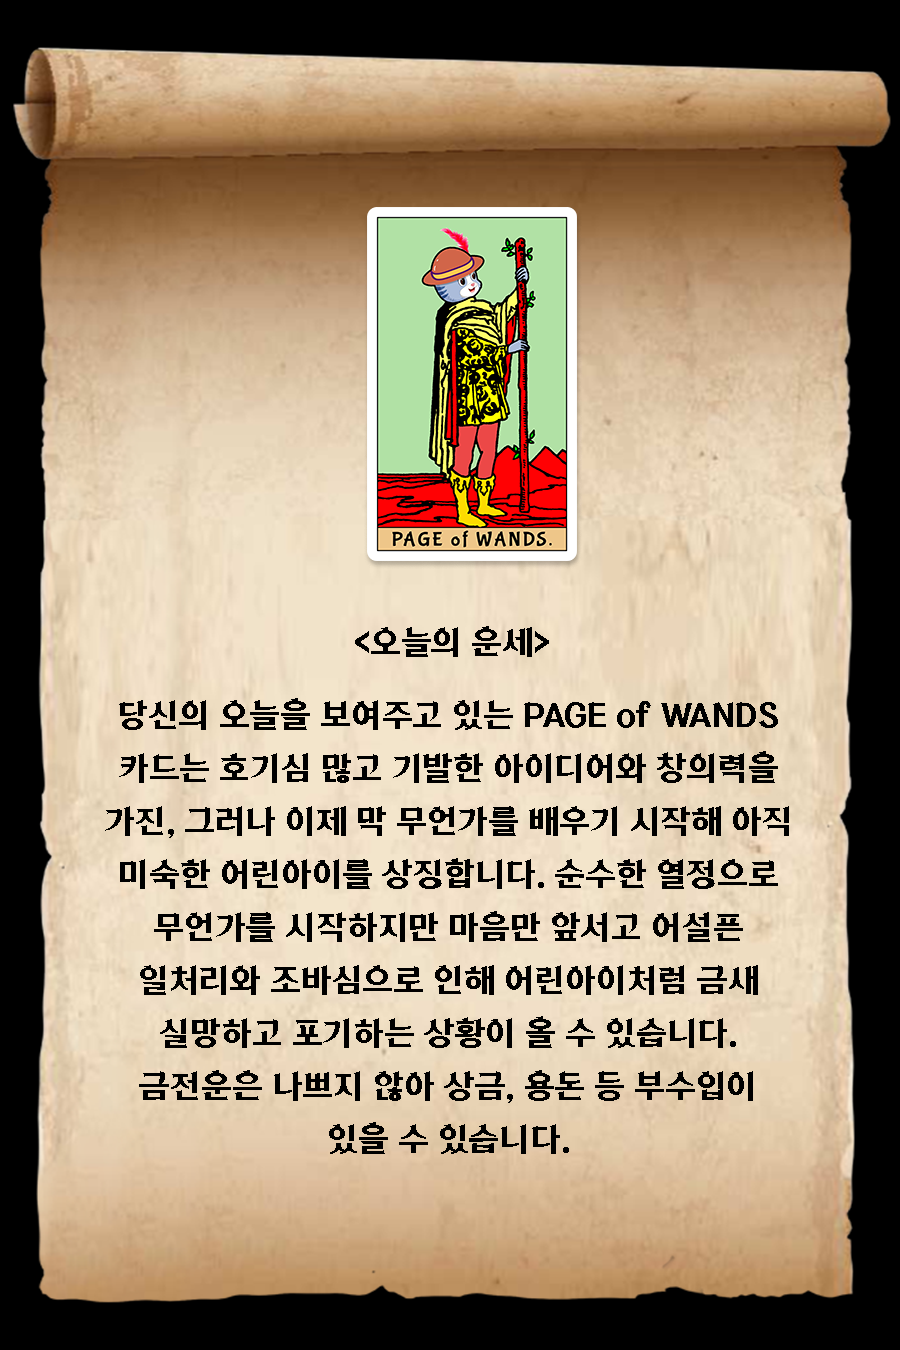 PAGE of WANDS.
<오늘의 운세>
당신의 오늘을 보여주고 있는 PAGE of WANDS
카드는 호기심 많고 기발한 아이디어와 창의력을
가진, 그러나 이제 막 무언가를 배우기 시작해 아직
미숙한 어린아이를 상징합니다. 순수한 열정으로
무언가를 시작하지만 마음만 앞서고 어설픈
일처리와 조바심으로 인해 어린아이처럼 금새
실망하고 포기하는 상황이 올 수 있습니다.
금전운은 나쁘지 않아 상금, 용돈 등 부수입이
있을 수 있습니다.